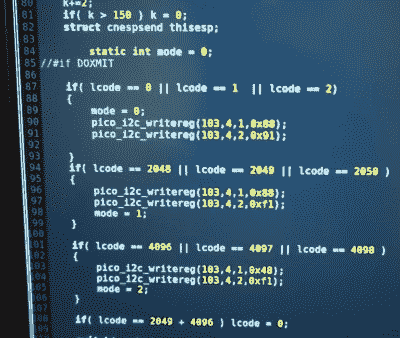 80 k+=2;
81 if( k > 150 ) k = 0;
82 struct cnespsend thisesp;
83
84 static int mode = 0;
85 //#if DOXMIT
86
87 if( lcode == 0 || lcode == 1 || lcode == 2)
88 {
89 mode = 0;
90 pico_i2c_writereg(103,4,1,0x88);
91 pico_i2c_writereg(103,4,2,0x91);
92
93 }
94 if( lcode == 2048 || lcode == 2049 || lcode == 2050 )
95 {
96 pico_i2c_writereg(103,4,1,0x88);
97 pico_i2c_writereg(103,4,2,0xf1);
98 mode = 1;
99 }
100
101 if( lcode == 4096 || lcode == 4097 || lcode == 4098 )
102 {
103 pico_i2c_writereg(103,4,1,0x48);
104 pico_i2c_writereg(103,4,2,0xf1);
105 mode = 2;
106 }
107
108 if( lcode == 2049 + 4096 ) lcode = 0;
109